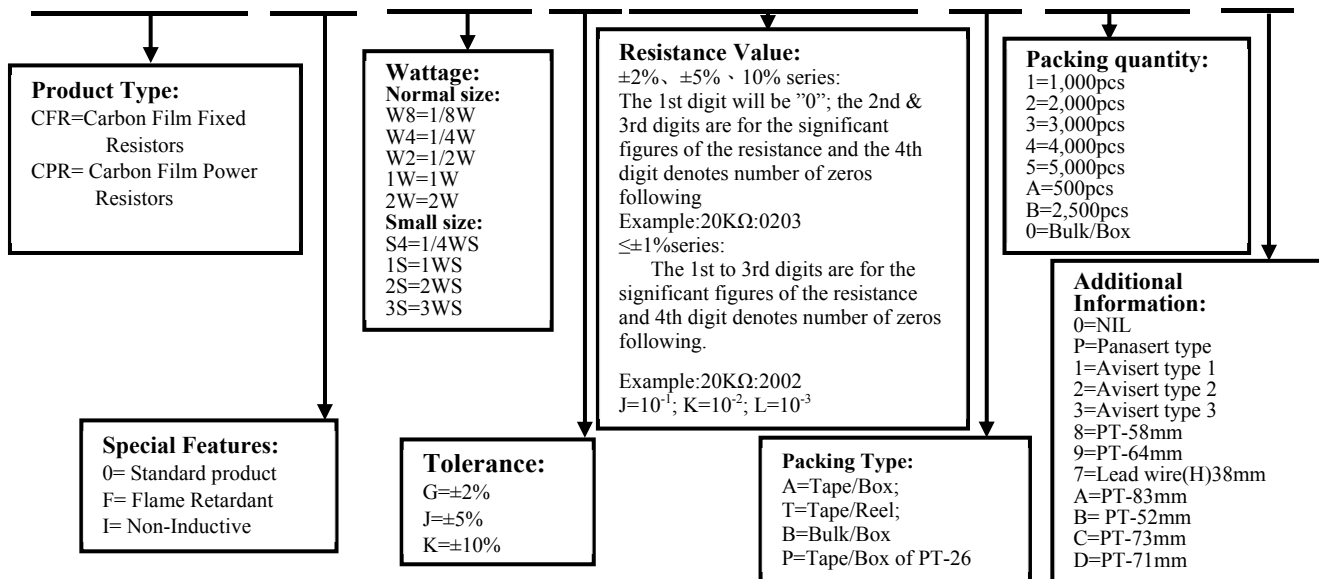 Product Type:
CFR=Carbon Film Fixed
Resistors
CPR= Carbon Film Power
Resistors
Special Features:
0= Standard product
F= Flame Retardant
I= Non-Inductive
Wattage:
Normal size:
W8=1/8W
W4=1/4W
W2=1/2W
1W=1W
2W=2W
Small size:
S4=1/4WS
1S=1WS
2S=2WS
3S=3WS
Tolerance:
G=±2%
J=±5%
K=±10%
Resistance Value:
±2%、±5%、10% series:
The 1st digit will be ”0”; the 2nd &
3rd digits are for the significant
figures of the resistance and the 4th
digit denotes number of zeros
following
Example:20KΩ:0203
≤±1%series:
The 1st to 3rd digits are for the
significant figures of the resistance
and 4th digit denotes number of zeros
following.
Example:20KΩ:2002
J=10⁻¹; K=10⁻²; L=10⁻³
Packing Type:
A=Tape/Box;
T=Tape/Reel;
B=Bulk/Box
P=Tape/Box of PT-26
Packing quantity:
1=1,000pcs
2=2,000pcs
3=3,000pcs
4=4,000pcs
5=5,000pcs
A=500pcs
B=2,500pcs
0=Bulk/Box
Additional
Information:
0=NIL
P=Panasert type
1=Avisert type 1
2=Avisert type 2
3=Avisert type 3
8=PT-58mm
9=PT-64mm
7=Lead wire(H)38mm
A=PT-83mm
B= PT-52mm
C=PT-73mm
D=PT-71mm